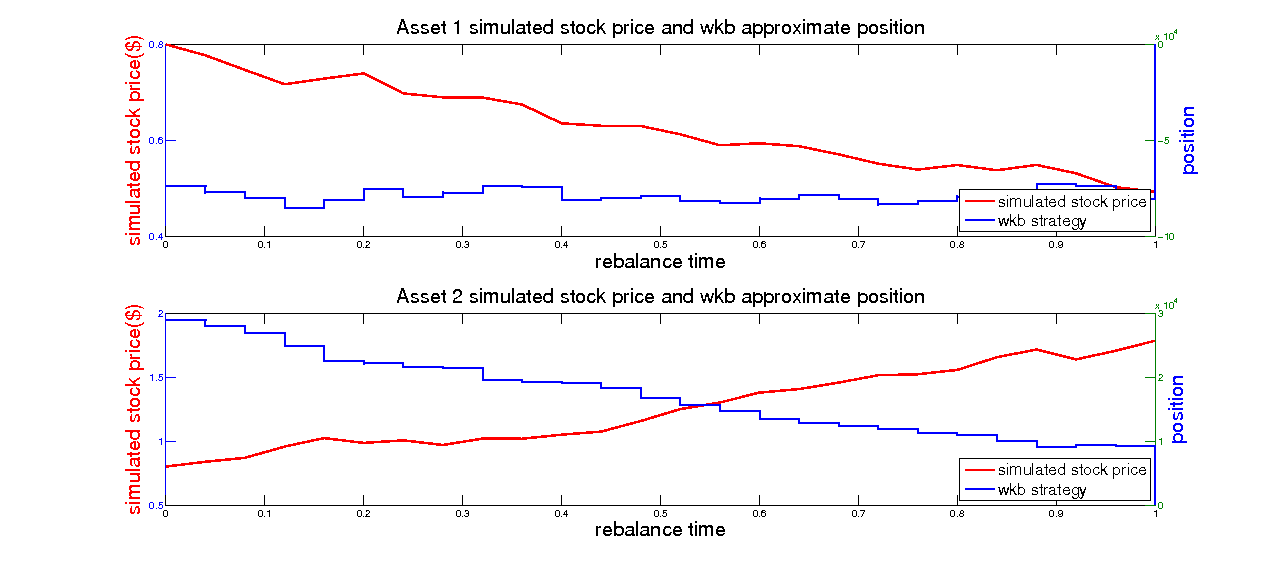 Asset 1 simulated stock price and wkb approximate position
x 10^4
0.8
0.6
0.4
0
-5
-10
simulated stock price($)
position
simulated stock price
wkb strategy
0 0.1 0.2 0.3 0.4 0.5 0.6 0.7 0.8 0.9 1
rebalance time
Asset 2 simulated stock price and wkb approximate position
x 10^4
2
1.5
1
0.5
3
2
1
0
simulated stock price($)
position
simulated stock price
wkb strategy
0 0.1 0.2 0.3 0.4 0.5 0.6 0.7 0.8 0.9 1
rebalance time